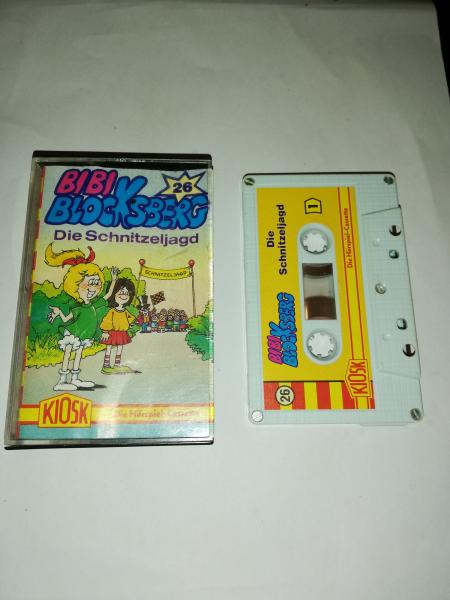 BIBI
BLOCKSBERG
26
Die Schnitzeljagd
SCHNITZELJAGD
KIOSK
Die Hörspiel-Cassette
Die
Schnitzeljagd
1
BIBI
BLOCKSBERG
26
Die Hörspiel-Cassette
KIOSK